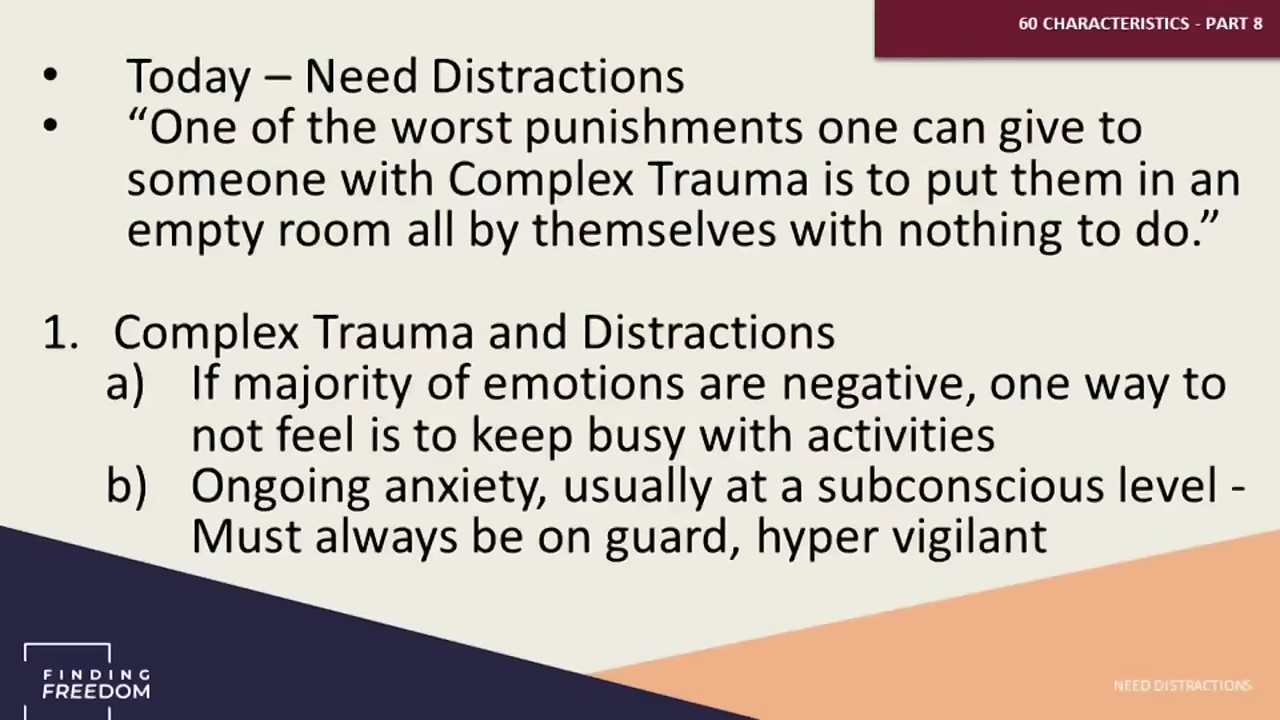 60 CHARACTERISTICS - PART 8
• Today – Need Distractions
• “One of the worst punishments one can give to
someone with Complex Trauma is to put them in an
empty room all by themselves with nothing to do.”
1. Complex Trauma and Distractions
a) If majority of emotions are negative, one way to
not feel is to keep busy with activities
b) Ongoing anxiety, usually at a subconscious level -
Must always be on guard, hyper vigilant
FINDING
FREEDOM
NEED DISTRACTIONS